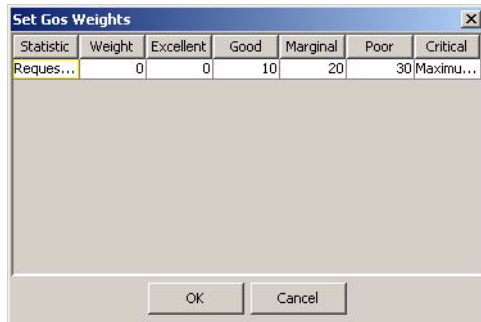 Set Gos Weights
Statistic Weight Excellent Good Marginal Poor Critical
Reques... 0 0 10 20 30 Maximu...
OK Cancel